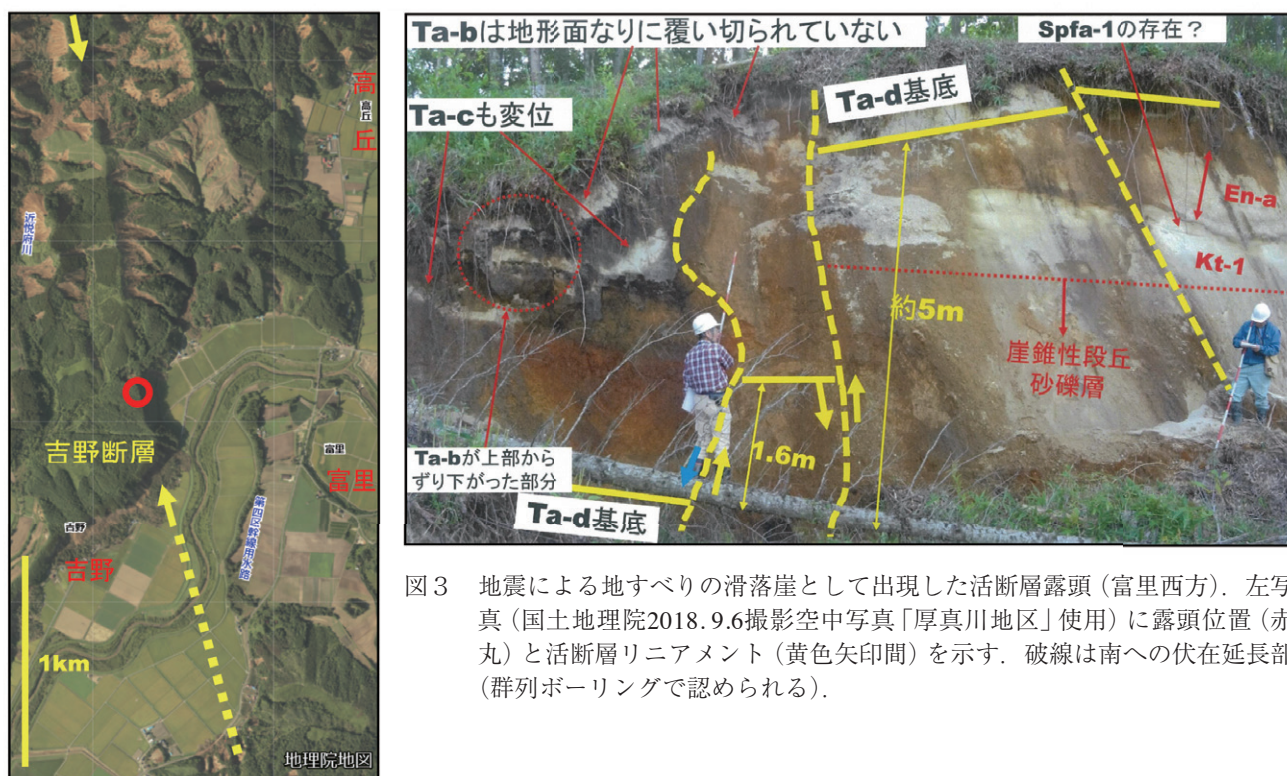 高丘
高丘
近悦府川
吉野断層
富里
富里
吉野
吉野
第四区幹線用水路
1km
地理院地図
Ta-bは地形面なりに覆い切られていない
Spfa-1の存在？
Ta-cも変位
Ta-d基底
En-a
Kt-1
約5m
崖錐性段丘
砂礫層
1.6m
Ta-bが上部から
ずり下がった部分
Ta-d基底
図3 地震による地すべりの滑落崖として出現した活断層露頭（富里西方）．左写
真（国土地理院2018. 9.6撮影空中写真「厚真川地区」使用）に露頭位置（赤
丸）と活断層リニアメント（黄色矢印間）を示す．破線は南への伏在延長部
（群列ボーリングで認められる）．